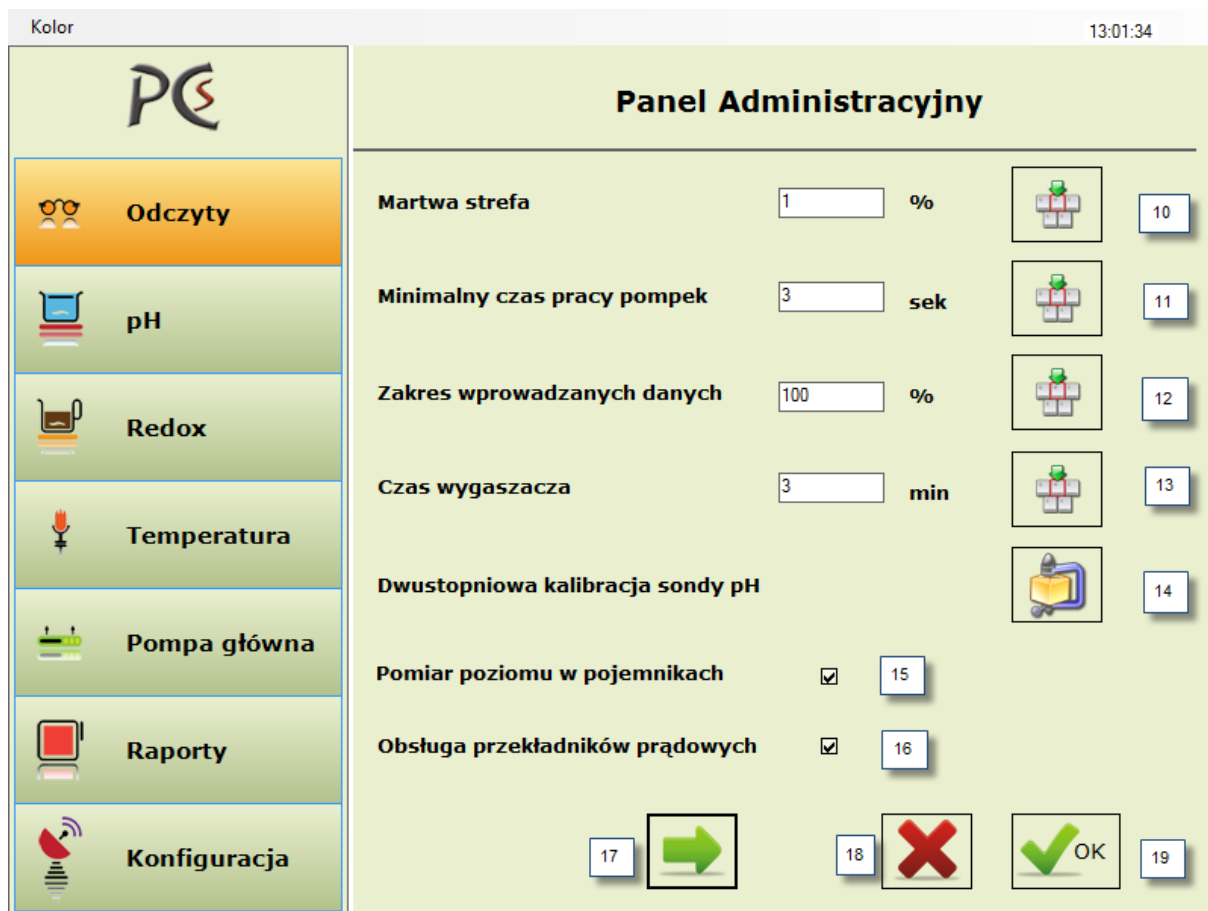 Kolor
13:01:34
PCs
Panel Administracyjny
Odczyty
pH
Redox
Temperatura
Pompa główna
Raporty
Konfiguracja
Martwa strefa 1 % 10
Minimalny czas pracy pompek 3 sek 11
Zakres wprowadzanych danych 100 % 12
Czas wygaszacza 3 min 13
Dwustopniowa kalibracja sondy pH 14
Pomiar poziomu w pojemnikach 15
Obsługa przekładników prądowych 16
17 18 OK 19